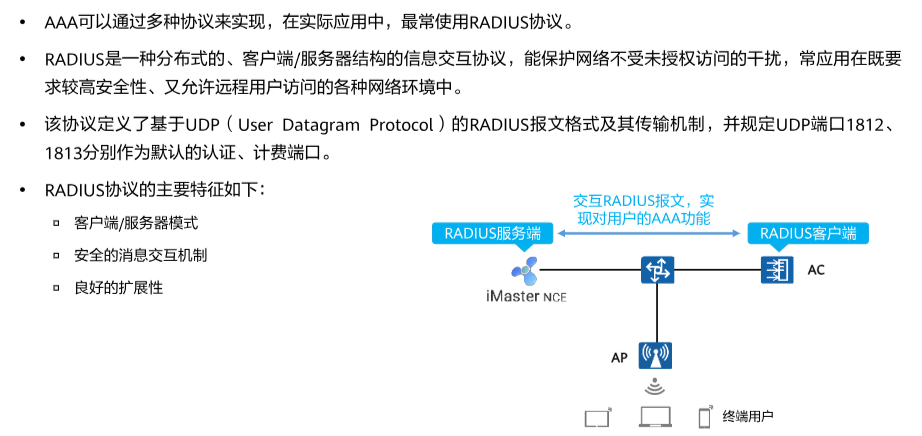 • AAA可以通过多种协议来实现，在实际应用中，最常使用RADIUS协议。
• RADIUS是一种分布式的、客户端/服务器结构的信息交互协议，能保护网络不受未授权访问的干扰，常应用在既要
求较高安全性、又允许远程用户访问的各种网络环境中。
• 该协议定义了基于UDP（User Datagram Protocol）的RADIUS报文格式及其传输机制，并规定UDP端口1812、
1813分别作为默认的认证、计费端口。
• RADIUS协议的主要特征如下：
▫ 客户端/服务器模式
▫ 安全的消息交互机制
▫ 良好的扩展性
交互RADIUS报文，实
现对用户的AAA功能
RADIUS服务端
RADIUS客户端
iMaster NCE
AC
AP
终端用户